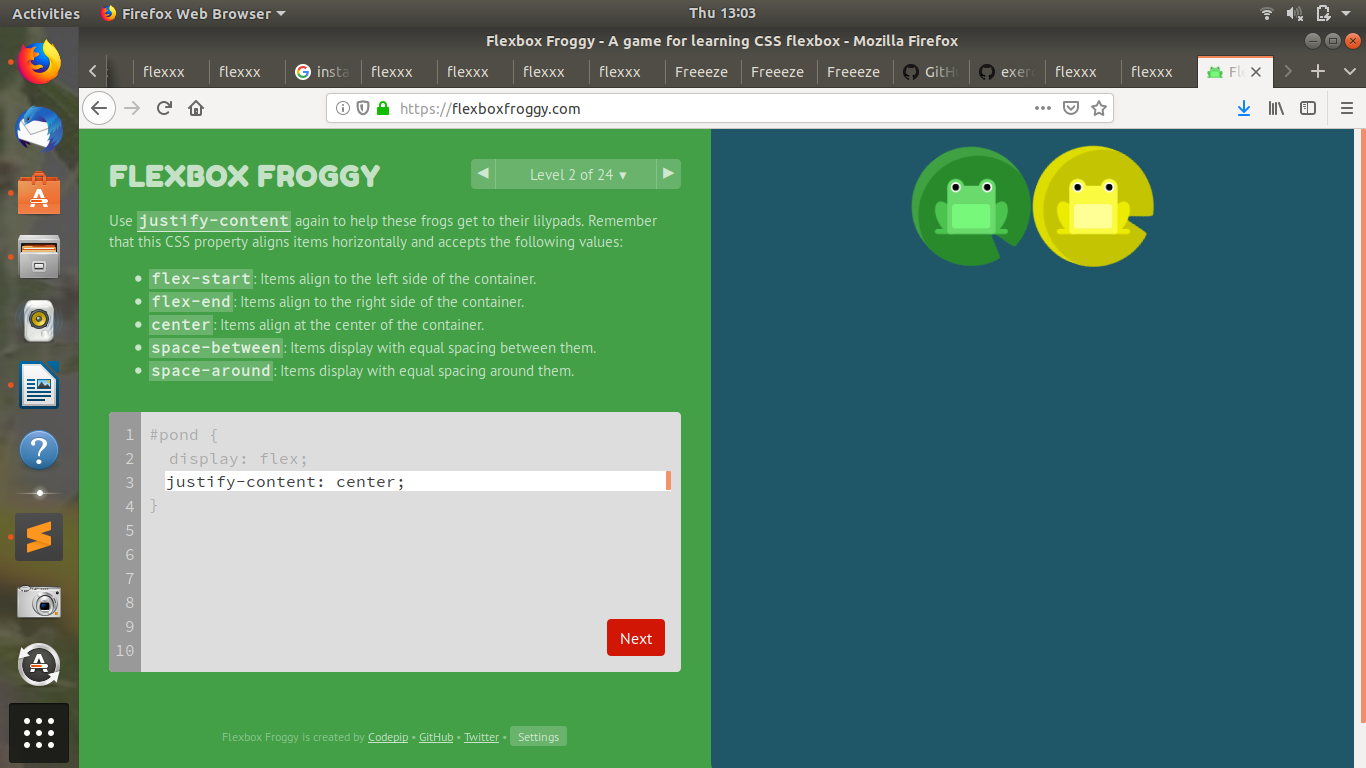 Activities Firefox Web Browser Thu 13:03
Flexbox Froggy - A game for learning CSS flexbox - Mozilla Firefox
flexxx flexxx insta flexxx flexxx flexxx flexxx Freeeze Freeeze Freeeze GitHu exer flexxx flexxx Fle
https://flexboxfroggy.com
FLEXBOX FROGGY
Level 2 of 24
Use justify-content again to help these frogs get to their lilypads. Remember
that this CSS property aligns items horizontally and accepts the following values:
flex-start: Items align to the left side of the container.
flex-end: Items align to the right side of the container.
center: Items align at the center of the container.
space-between: Items display with equal spacing between them.
space-around: Items display with equal spacing around them.
1 #pond {
2 display: flex;
3 justify-content: center;
4 }
5
6
7
8
9
10
Next
Flexbox Froggy is created by Codepip • GitHub • Twitter • Settings